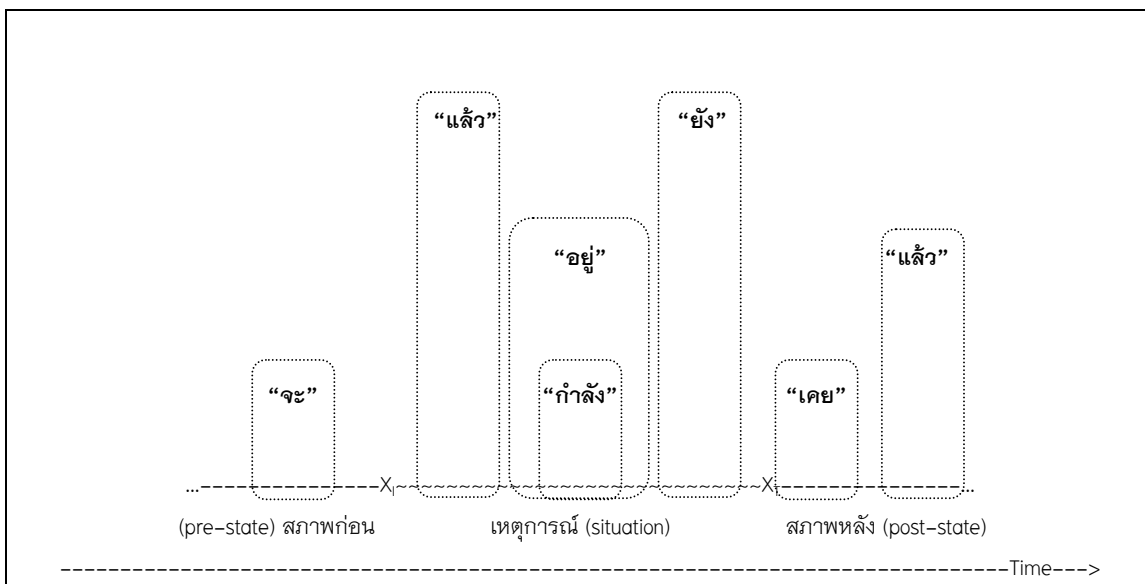 “แล้ว” “ยัง”
“อยู่” “แล้ว”
“จะ” “กำลัง” “เคย”
...----------------X|~~~~~~~~~~~~~~~~~~~~~~~~~~~~~~~X|-----------------...
(pre-state) สภาพก่อน เหตุการณ์ (situation) สภาพหลัง (post-state)
--------------------------------------------------------------------------------Time--->